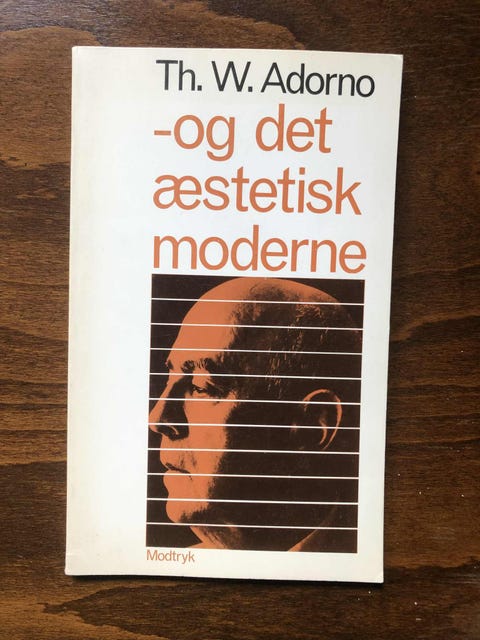 Th. W. Adorno
-og det
æstetisk
moderne
Modtryk